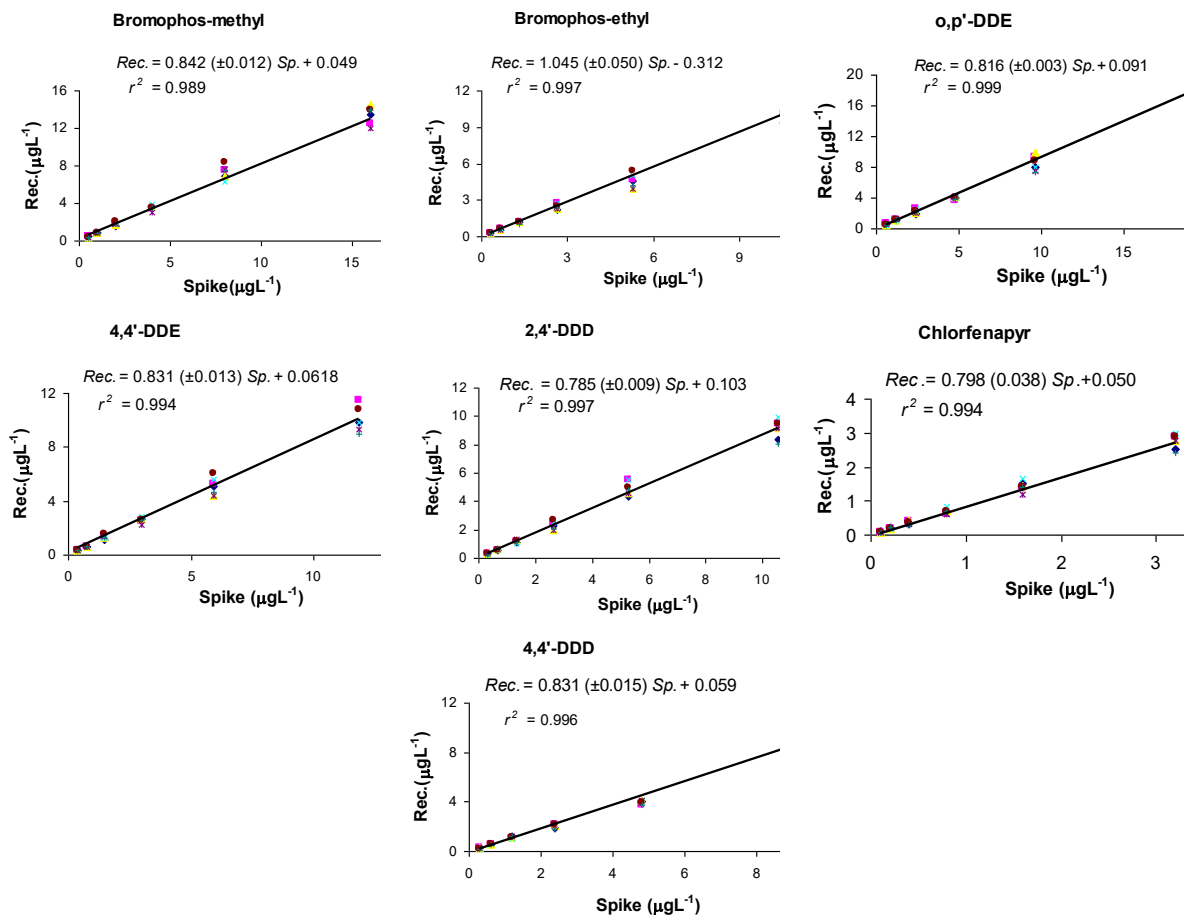 Bromophos-methyl
Rec. = 0.842 (±0.012) Sp. + 0.049
r² = 0.989
16
12
8
4
0
0
5
10
15
Rec.(µgL⁻¹)
Spike(µgL⁻¹)
Bromophos-ethyl
Rec. = 1.045 (±0.050) Sp. - 0.312
r² = 0.997
12
9
6
3
0
0
3
6
9
Rec.(µgL⁻¹)
Spike (µgL⁻¹)
o,p'-DDE
Rec. = 0.816 (±0.003) Sp. + 0.091
r² = 0.999
20
16
12
8
4
0
0
5
10
15
Rec.(µgL⁻¹)
Spike (µgL⁻¹)
4,4'-DDE
Rec. = 0.831 (±0.013) Sp. + 0.0618
r² = 0.994
12
8
4
0
0
5
10
Rec.(µgL⁻¹)
Spike (µgL⁻¹)
2,4'-DDD
Rec. = 0.785 (±0.009) Sp. + 0.103
r² = 0.997
12
10
8
6
4
2
0
0
2
4
6
8
10
Rec.(µgL⁻¹)
Spike (µgL⁻¹)
Chlorfenapyr
Rec. = 0.798 (0.038) Sp.+0.050
r² = 0.994
4
3
2
1
0
0
1
2
3
Rec.(µgL⁻¹)
Spike (µgL⁻¹)
4,4'-DDD
Rec. = 0.831 (±0.015) Sp. + 0.059
r² = 0.996
12
8
4
0
0
2
4
6
8
Rec.(µgL⁻¹)
Spike (µgL⁻¹)